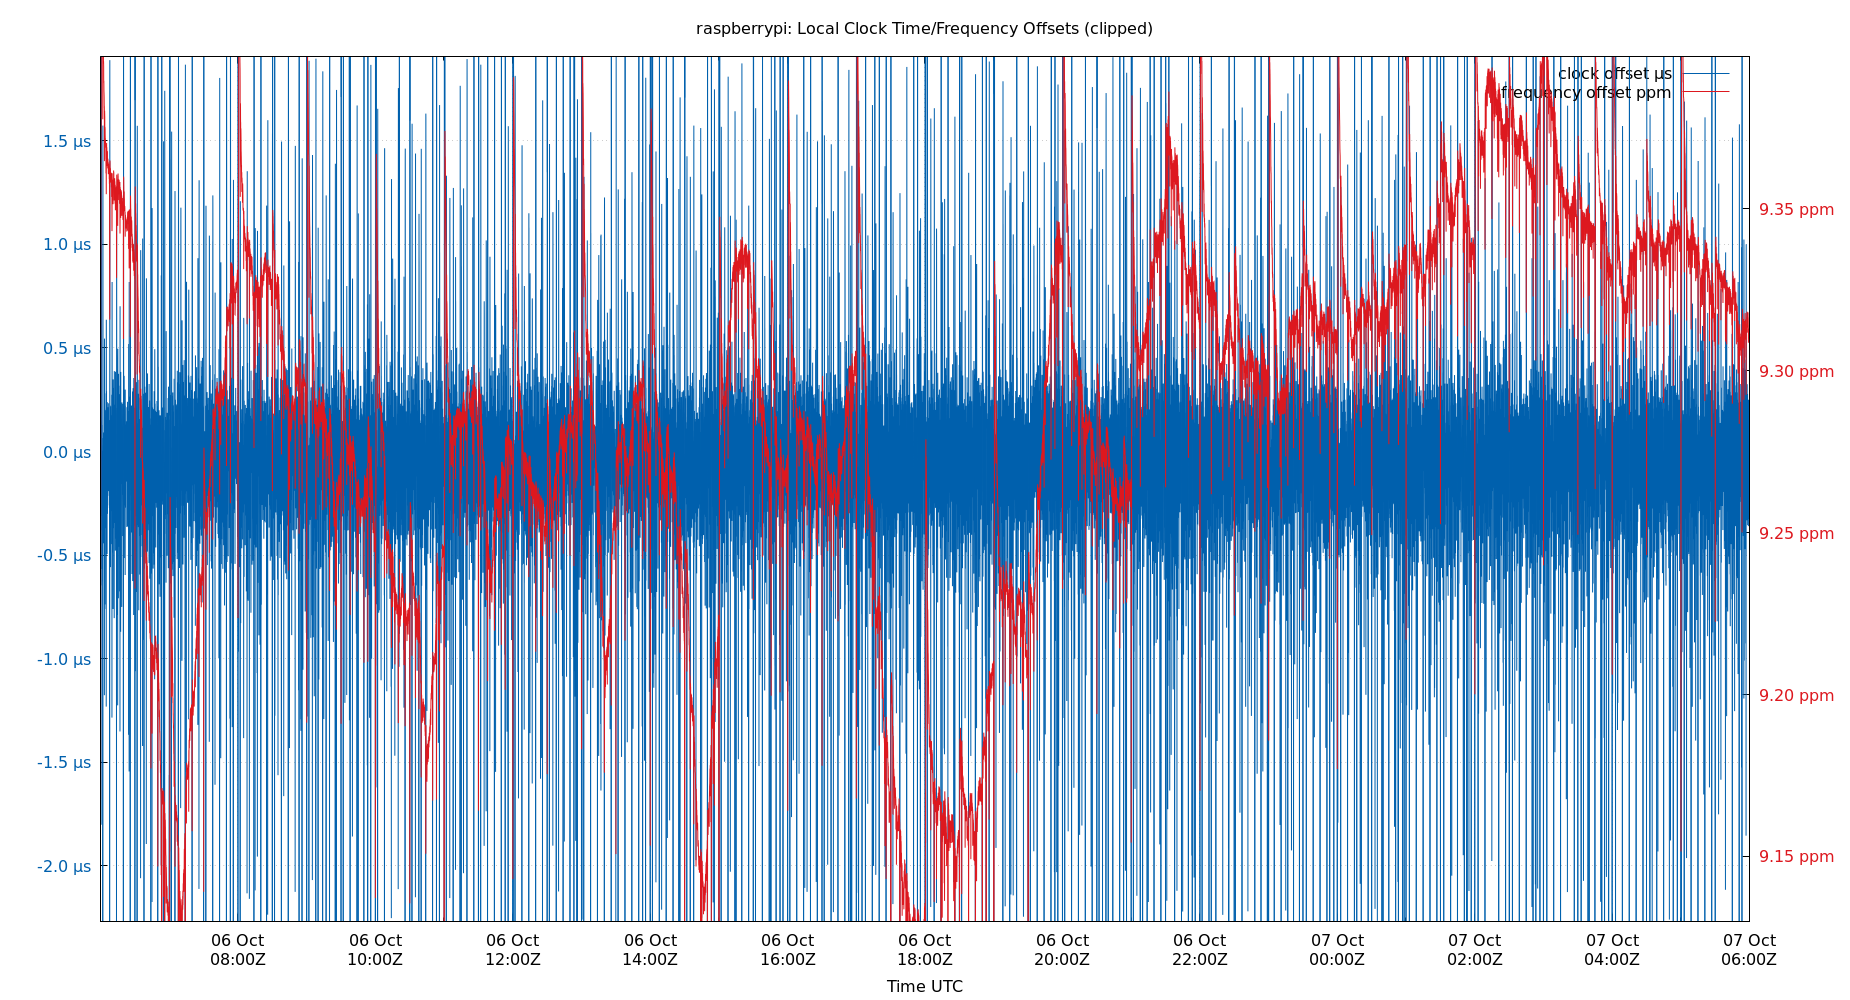 raspberrypi: Local Clock Time/Frequency Offsets (clipped)
clock offset µs
frequency offset ppm
1.5 µs
1.0 µs
0.5 µs
0.0 µs
-0.5 µs
-1.0 µs
-1.5 µs
-2.0 µs
9.35 ppm
9.30 ppm
9.25 ppm
9.20 ppm
9.15 ppm
06 Oct 06 Oct 06 Oct 06 Oct 06 Oct 06 Oct 06 Oct 06 Oct 07 Oct 07 Oct 07 Oct 07 Oct
08:00Z 10:00Z 12:00Z 14:00Z 16:00Z 18:00Z 20:00Z 22:00Z 00:00Z 02:00Z 04:00Z 06:00Z
Time UTC